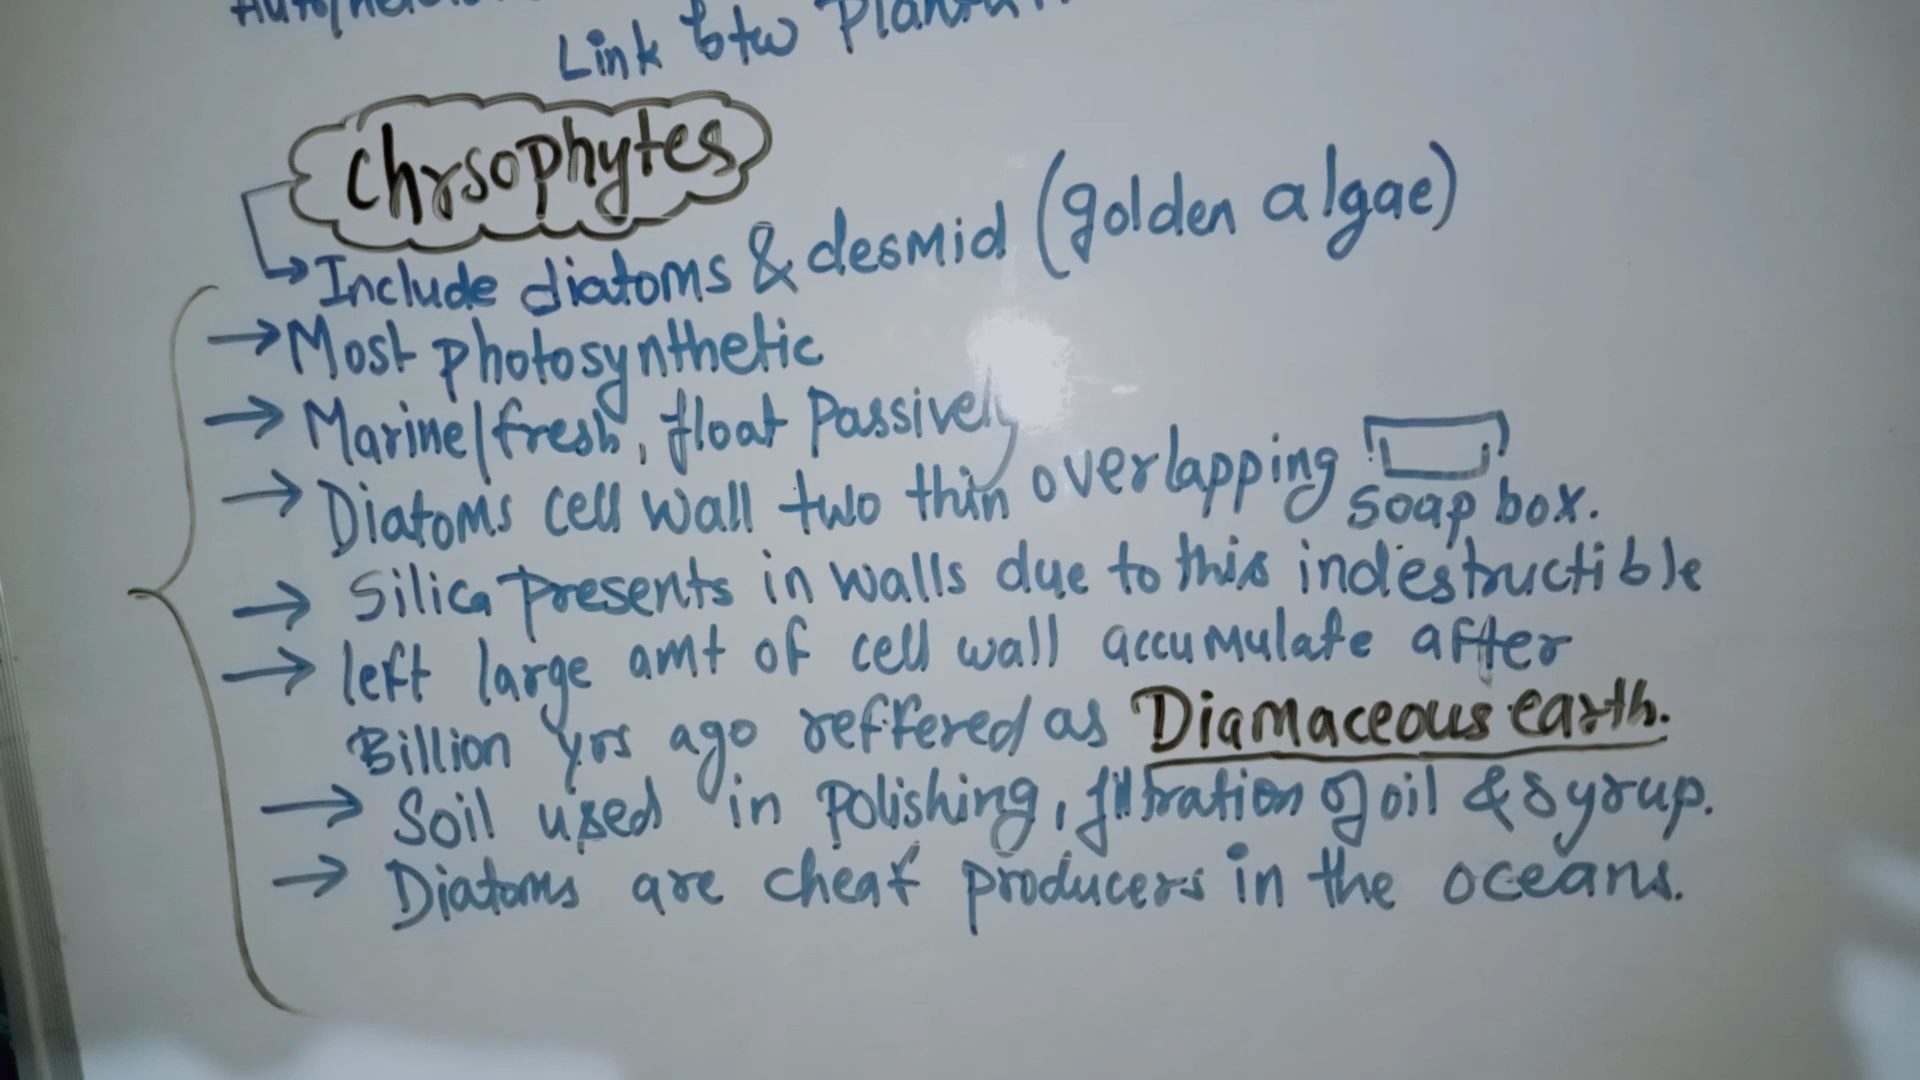 Link btw
Chrsophytes
Include diatoms & desmid (golden algae)
→ Most photosynthetic
→ Marine/fresh, float passively
→ Diatoms cell wall two thin overlapping soap box.
→ Silica presents in walls due to this indestructible
→ left large amt of cell wall accumulate after
Billion yrs ago reffered as Diamaceous earth.
→ Soil used in polishing, filtration of oil & syrup.
→ Diatoms are cheaf producers in the oceans.